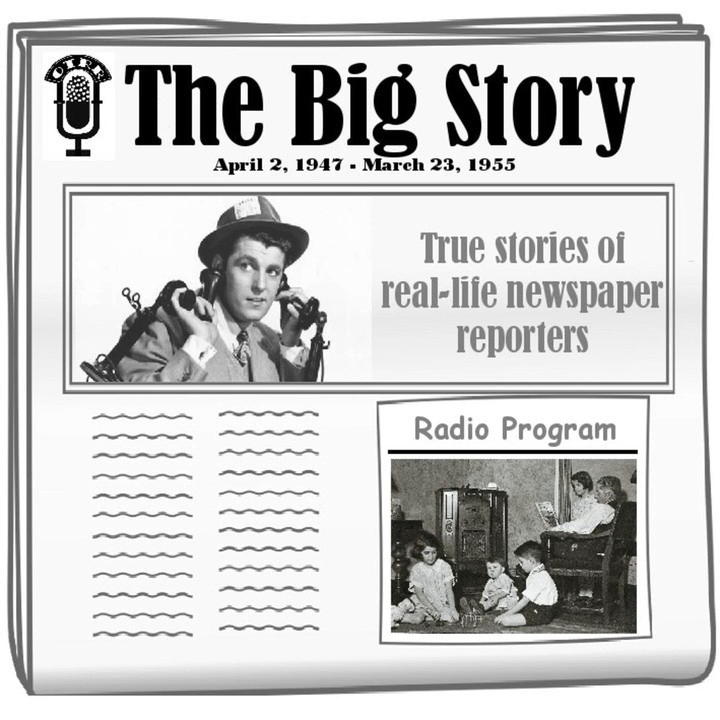 OTRR
The Big Story
April 2, 1947 - March 23, 1955
True stories of
real-life newspaper
reporters
Radio Program